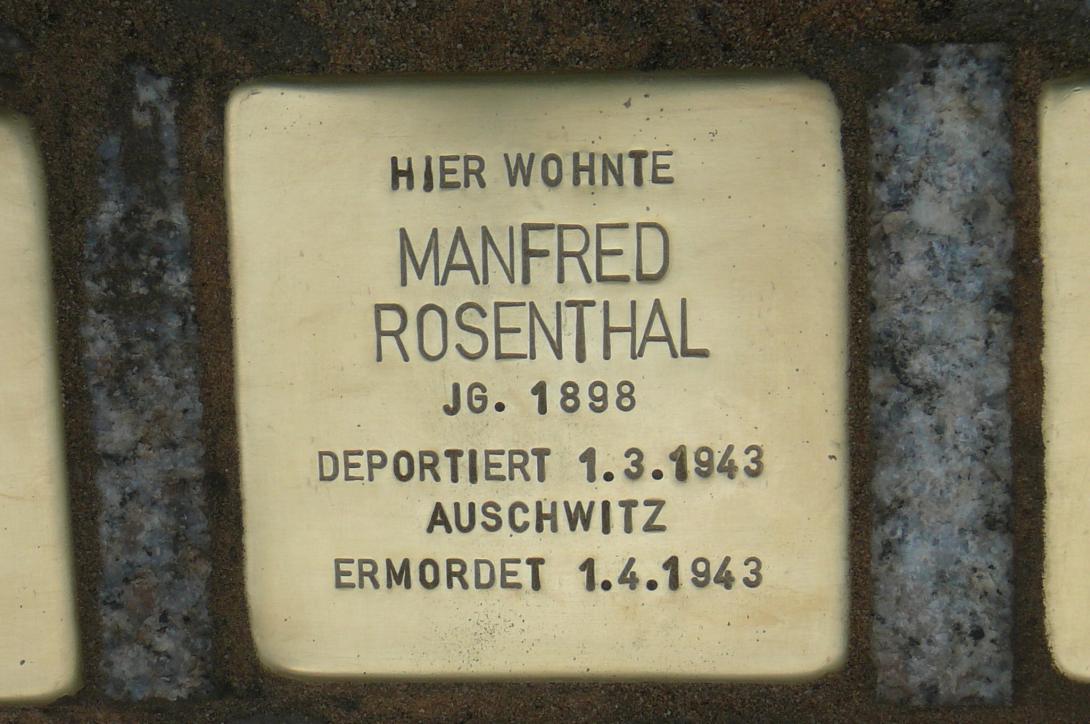 HIER WOHNTE
MANFRED
ROSENTHAL
JG. 1898
DEPORTIERT 1.3.1943
AUSCHWITZ
ERMORDET 1.4.1943